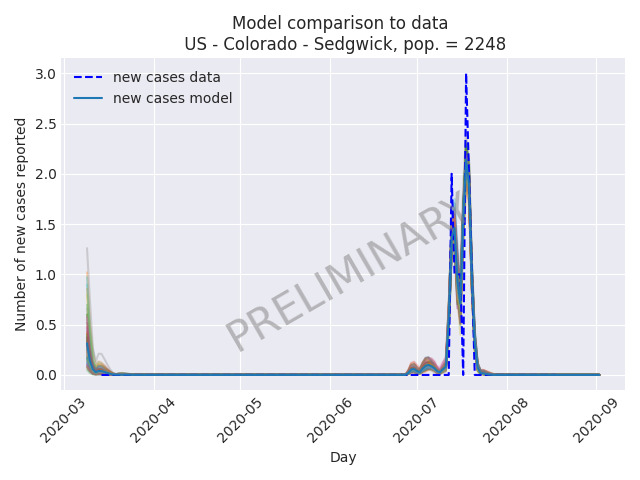 Model comparison to data
US - Colorado - Sedgwick, pop. = 2248
new cases data
new cases model
Number of new cases reported
3.0
2.5
2.0
1.5
1.0
0.5
0.0
PRELIMINARY
2020-03
2020-04
2020-05
2020-06
2020-07
2020-08
2020-09
Day